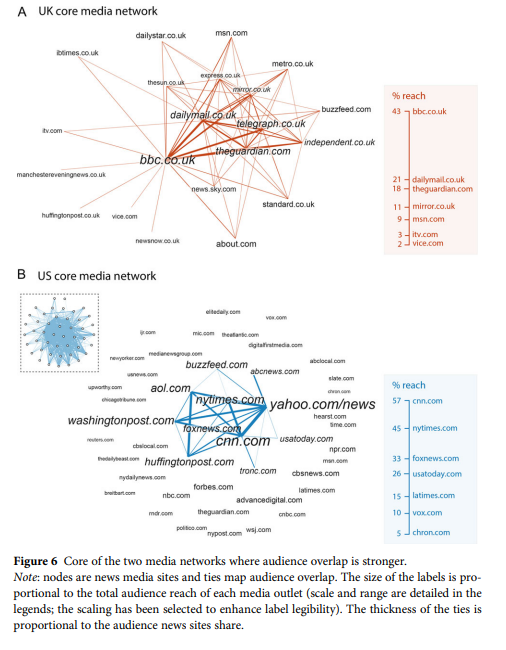 A UK core media network
dailystar.co.uk
msn.com
ibtimes.co.uk
metro.co.uk
express.co.uk
thesun.co.uk
mirror.co.uk
buzzfeed.com
dailymail.co.uk
telegraph.co.uk
itv.com
independent.co.uk
theguardian.com
bbc.co.uk
manchestereveningnews.co.uk
news.sky.com
standard.co.uk
huffingtonpost.co.uk
vice.com
newsnow.co.uk
about.com
% reach
43 bbc.co.uk
21 dailymail.co.uk
18 theguardian.com
11 mirror.co.uk
9 msn.com
3 itv.com
2 vice.com
B US core media network
elitedaily.com
vox.com
ijr.com
mic.com
theatlantic.com
digitalfirstmedia.com
newyorker.com
medianewsgroup.com
abclocal.com
buzzfeed.com
abcnews.com
usnews.com
slate.com
upworthy.com
aol.com
chron.com
chicagotribune.com
nytimes.com
yahoo.com/news
hearst.com
washingtonpost.com
time.com
foxnews.com
reuters.com
cnn.com
usatoday.com
cbslocal.com
npr.com
thedailybeast.com
huffingtonpost.com
msn.com
tronc.com
cbsnews.com
nydailynews.com
forbes.com
latimes.com
breitbart.com
nbc.com
advancedigital.com
mdr.com
theguardian.com
cnbc.com
politico.com
nypost.com
wsj.com
% reach
57 cnn.com
45 nytimes.com
33 foxnews.com
26 usatoday.com
15 latimes.com
10 vox.com
5 chron.com
Figure 6 Core of the two media networks where audience overlap is stronger.
Note: nodes are news media sites and ties map audience overlap. The size of the labels is pro-
portional to the total audience reach of each media outlet (scale and range are detailed in the
legends; the scaling has been selected to enhance label legibility). The thickness of the ties is
proportional to the audience news sites share.